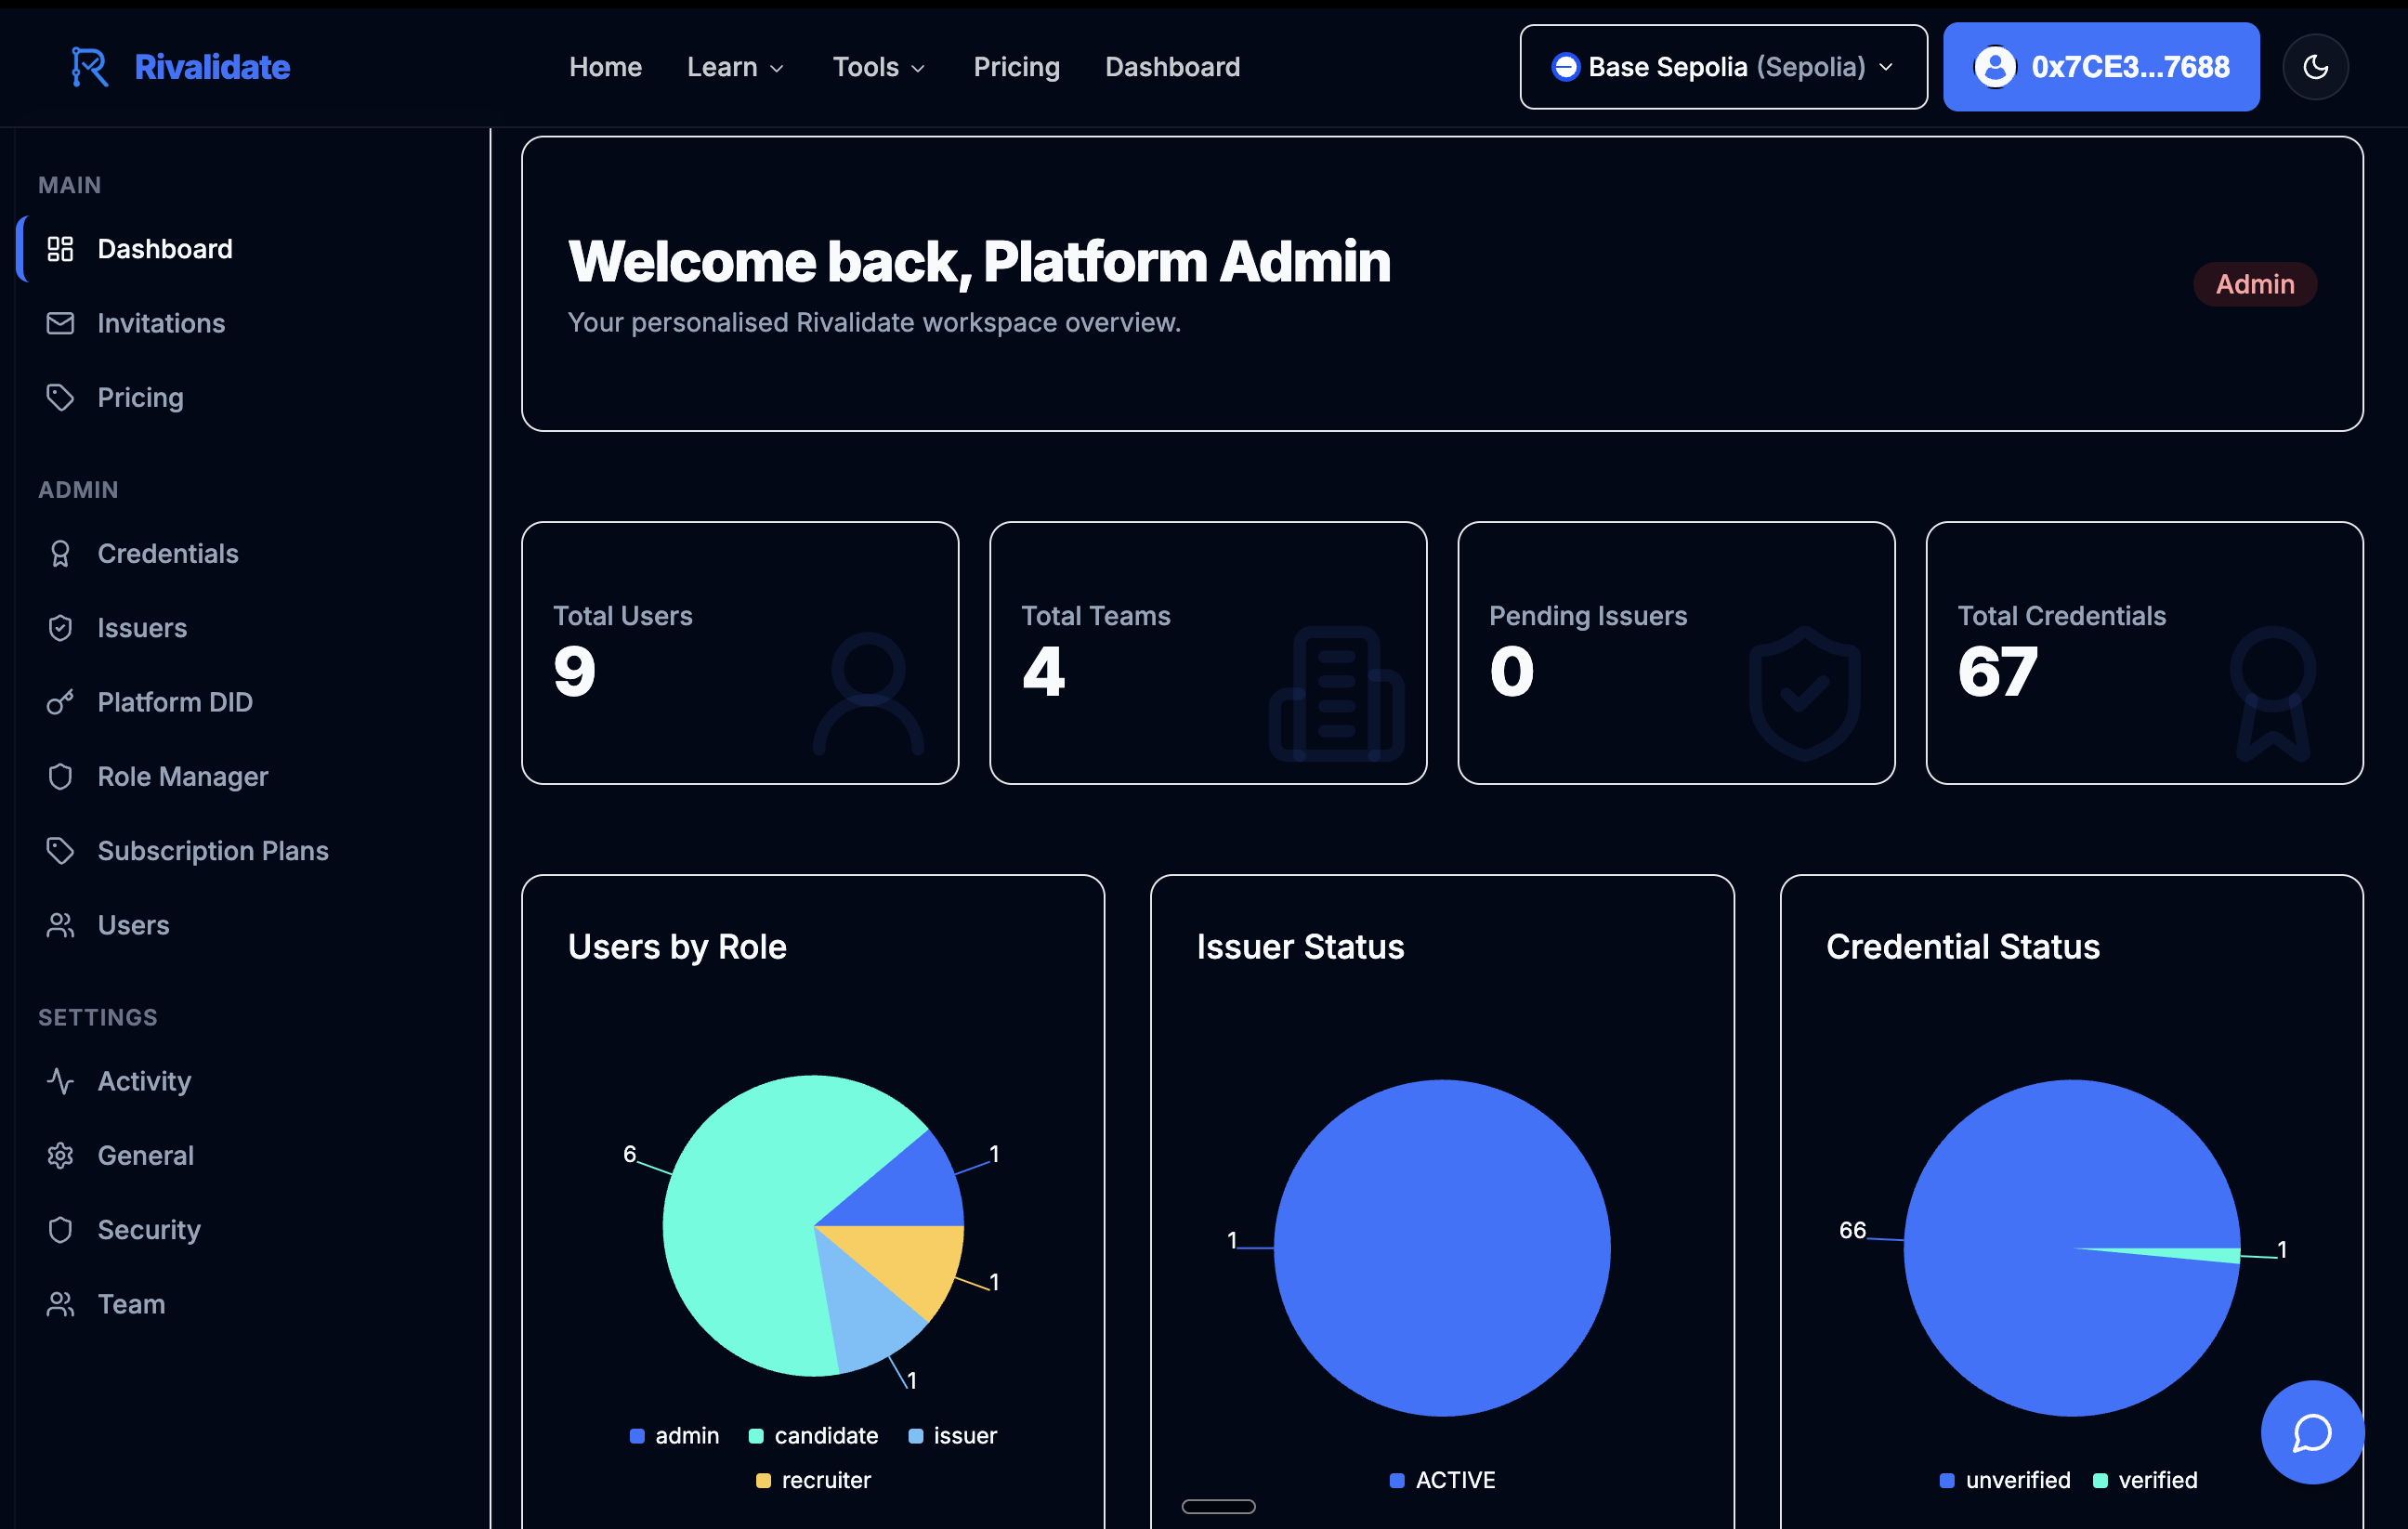 Rivalidate
Home
Learn
Tools
Pricing
Dashboard
Base Sepolia (Sepolia)
0x7CE3...7688
MAIN
Dashboard
Invitations
Pricing
ADMIN
Credentials
Issuers
Platform DID
Role Manager
Subscription Plans
Users
SETTINGS
Activity
General
Security
Team
Welcome back, Platform Admin
Your personalised Rivalidate workspace overview.
Admin
Total Users
9
Total Teams
4
Pending Issuers
0
Total Credentials
67
Users by Role
6
1
1
1
admin candidate issuer
recruiter
Issuer Status
1
ACTIVE
Credential Status
66
1
unverified verified